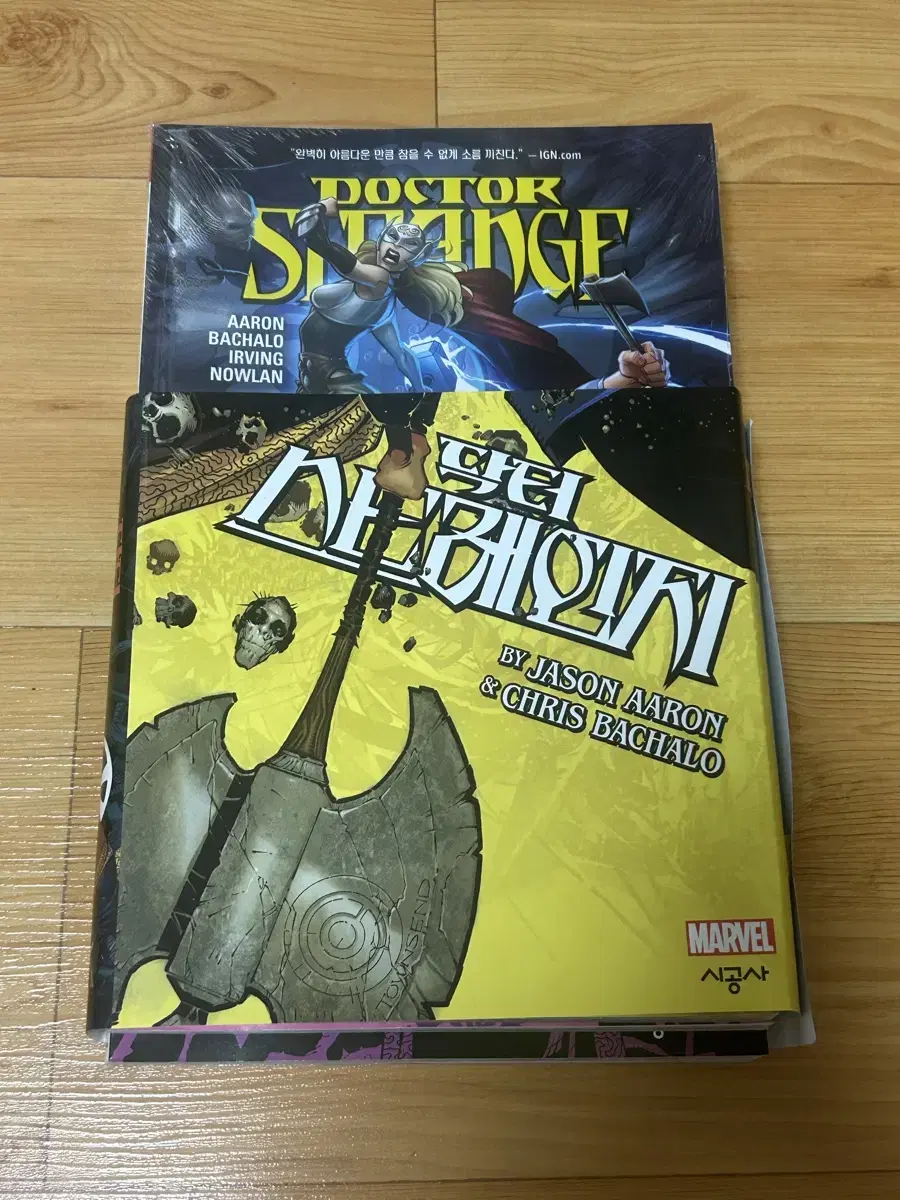 “완벽히 아름다운 만큼 참을 수 없게 소름 끼친다.” — IGN.com
DOCTOR
STRANGE
AARON
BACHALO
IRVING
NOWLAN
닥터
스트레인지
BY JASON AARON
& CHRIS BACHALO
TOWNSEND
MARVEL
시공사